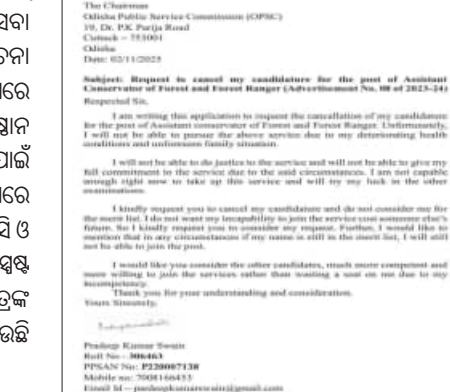 ସବା
ଚନା
ୀରେ
ଷାନ
ପାଇଁ
ୀରେ
ସି ଓ
ସ୍ପଷ୍ଟ
ତ୍ରଙ୍କ
ଉଛି
The Chairman
Odisha Public Service Commission (OPSC)
19, Dr. P.K Parija Road
Cuttack – 753001
Odisha
Date: 02/11/2025
Subject: Request to cancel my candidature for the post of Assistant
Conservator of Forest and Forest Ranger (Advertisement No. 08 of 2023-24)
Respected Sir,
I am writing this application to request the cancellation of my candidature
for the post of Assistant conservator of Forest and Forest Ranger. Unfortunately,
I will not be able to pursue the above service due to my deteriorating health
conditions and unforeseen family situation.
I will not be able to do justice to the service and will not be able to give my
full commitment to the service due to the said circumstances. I am not capable
enough right now to take up this service and will try my luck in the other
examinations.
I kindly request you to cancel my candidature and do not consider me for
the merit list. I do not want my incapability to join the service cost someone else's
future. So I kindly request you to consider my request. Further, I would like to
mention that in any circumstances if my name is still in the merit list, I will still
not be able to join the post.
I would like you consider the other candidates, much more competent and
more willing to join the services rather than wasting a seat on me due to my
incompetency.
Thank you for your understanding and consideration.
Yours Sincerely,
Pradeep Kumar Swain
Roll No - 306463
PPSAN No: P220007138
Mobile no: 7008166453
Email Id – pradeepkumarswain@gmail.com